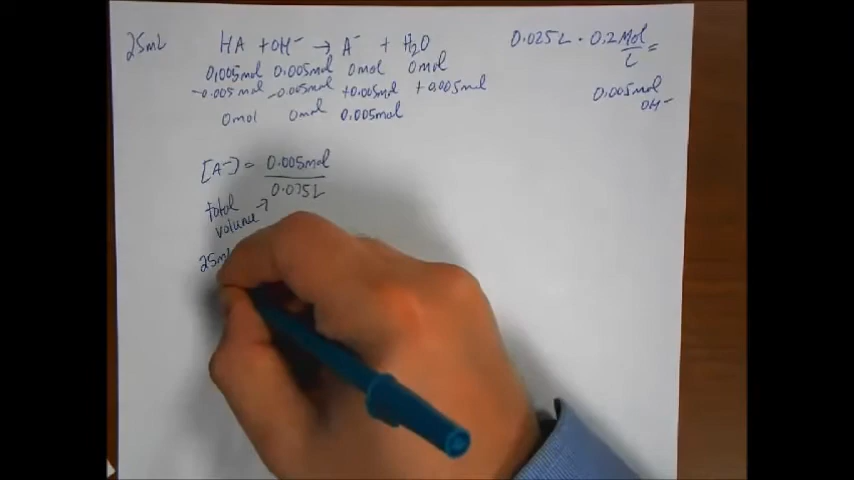 25mL
HA + OH⁻ → A⁻ + H₂O
0.005mol 0.005mol 0mol 0mol
-0.005mol -0.005mol +0.005mol +0.005mol
0mol 0mol 0.005mol
0.025L · 0.2 Mol/L =
0.005mol
OH⁻
[A⁻] = 0.005mol
0.075L
total →
volume
25mL